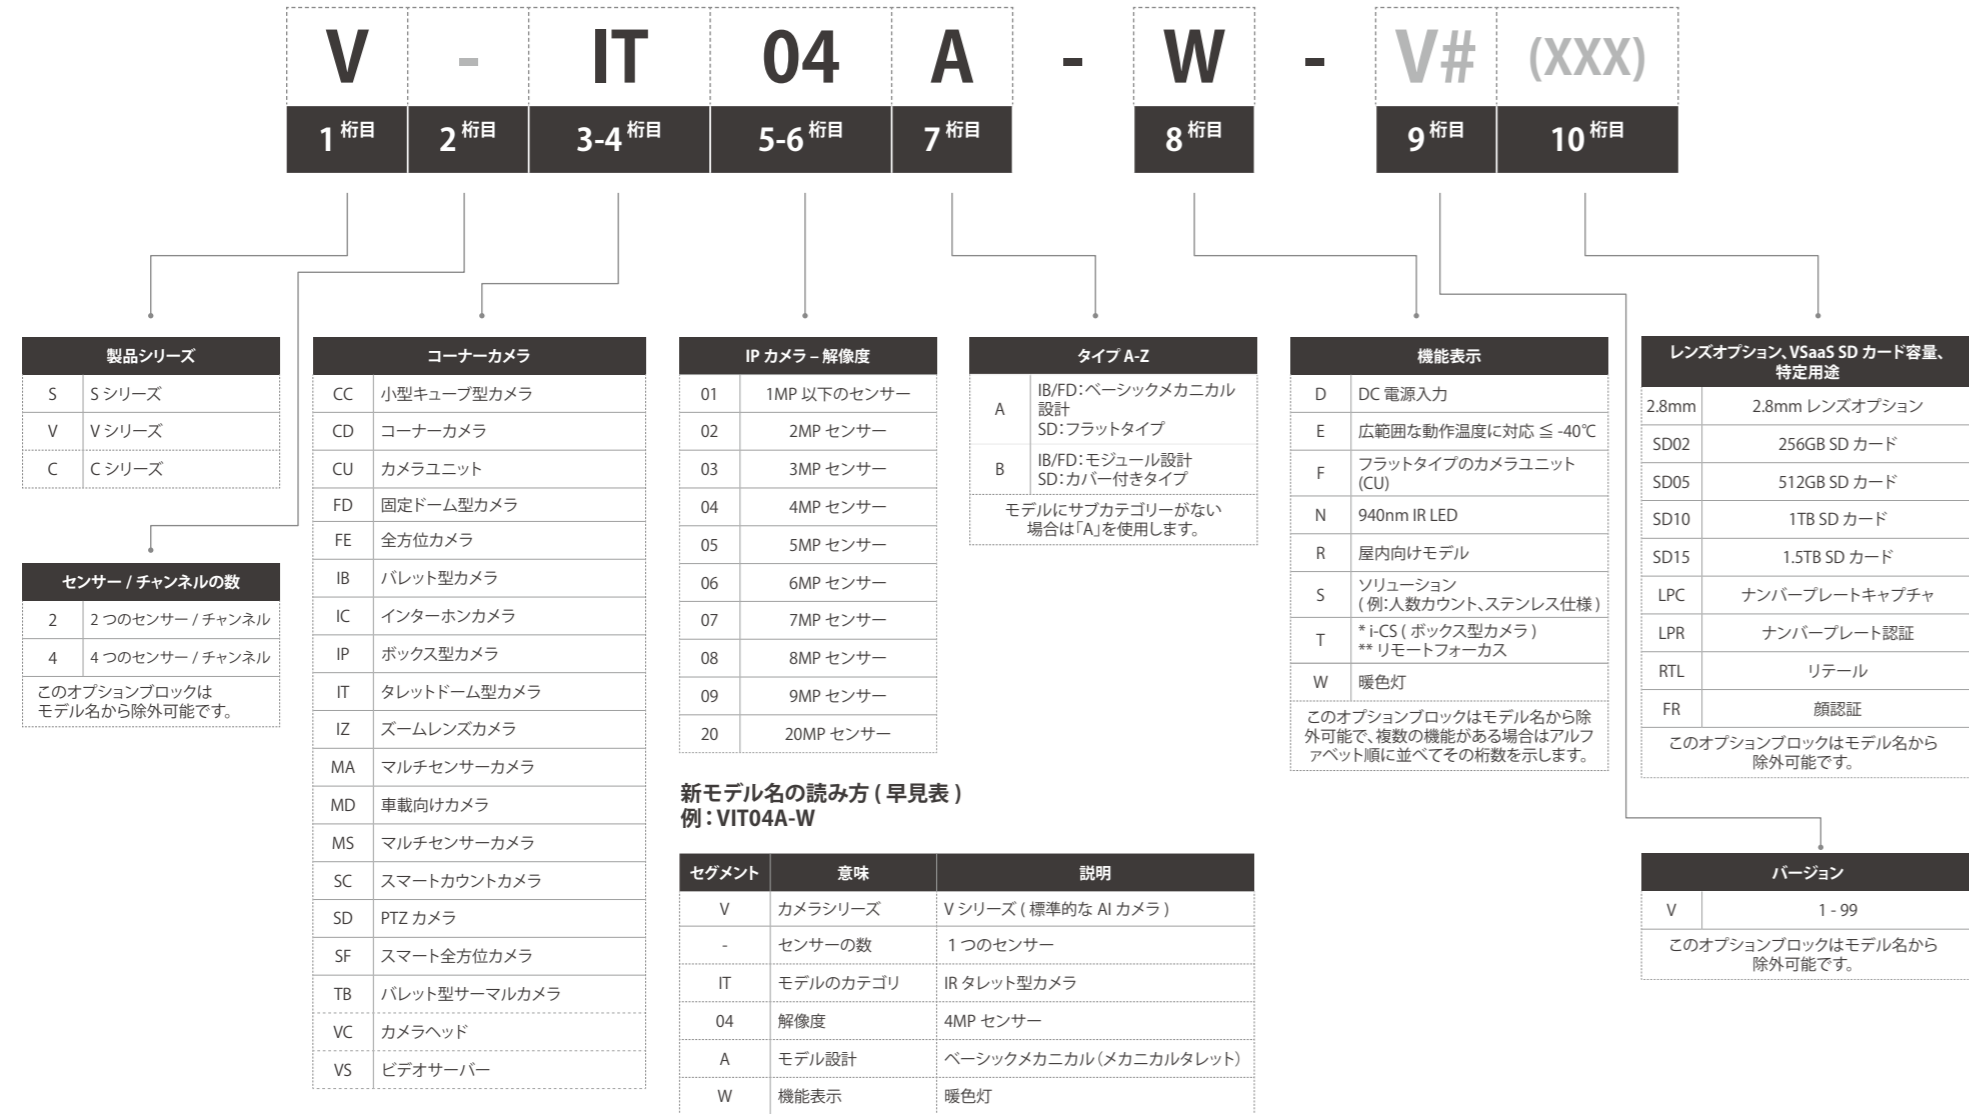 V - IT 04 A - W - V# (XXX)
1桁目 2桁目 3-4桁目 5-6桁目 7桁目 8桁目 9桁目 10桁目
製品シリーズ
S S シリーズ
V V シリーズ
C C シリーズ
センサー / チャンネルの数
2 2 つのセンサー / チャンネル
4 4 つのセンサー / チャンネル
このオプションブロックは
モデル名から除外可能です。
コーナーカメラ
CC 小型キューブ型カメラ
CD コーナーカメラ
CU カメラユニット
FD 固定ドーム型カメラ
FE 全方位カメラ
IB バレット型カメラ
IC インターホンカメラ
IP ボックス型カメラ
IT タレットドーム型カメラ
IZ ズームレンズカメラ
MA マルチセンサーカメラ
MD 車載向けカメラ
MS マルチセンサーカメラ
SC スマートカウントカメラ
SD PTZ カメラ
SF スマート全方位カメラ
TB バレット型サーマルカメラ
VC カメラヘッド
VS ビデオサーバー
IP カメラ – 解像度
01 1MP 以下のセンサー
02 2MP センサー
03 3MP センサー
04 4MP センサー
05 5MP センサー
06 6MP センサー
07 7MP センサー
08 8MP センサー
09 9MP センサー
20 20MP センサー
タイプ A-Z
A IB/FD：ベーシックメカニカル
設計
SD：フラットタイプ
B IB/FD：モジュール設計
SD：カバー付きタイプ
モデルにサブカテゴリーがない
場合は「A」を使用します。
機能表示
D DC 電源入力
E 広範囲な動作温度に対応 ≦ -40℃
F フラットタイプのカメラユニット
(CU)
N 940nm IR LED
R 屋内向けモデル
S ソリューション
( 例：人数カウント、ステンレス仕様 )
T * i-CS ( ボックス型カメラ )
** リモートフォーカス
W 暖色灯
このオプションブロックはモデル名から除
外可能で、複数の機能がある場合はアルフ
ァベット順に並べてその桁数を示します。
レンズオプション、VSaaS SD カード容量、
特定用途
2.8mm 2.8mm レンズオプション
SD02 256GB SD カード
SD05 512GB SD カード
SD10 1TB SD カード
SD15 1.5TB SD カード
LPC ナンバープレートキャプチャ
LPR ナンバープレート認証
RTL リテール
FR 顔認証
このオプションブロックはモデル名から
除外可能です。
バージョン
V 1 - 99
このオプションブロックはモデル名から
除外可能です。
新モデル名の読み方 ( 早見表 )
例：VIT04A-W
セグメント 意味 説明
V カメラシリーズ V シリーズ ( 標準的な AI カメラ )
- センサーの数 1 つのセンサー
IT モデルのカテゴリ IR タレット型カメラ
04 解像度 4MP センサー
A モデル設計 ベーシックメカニカル（メカニカルタレット）
W 機能表示 暖色灯